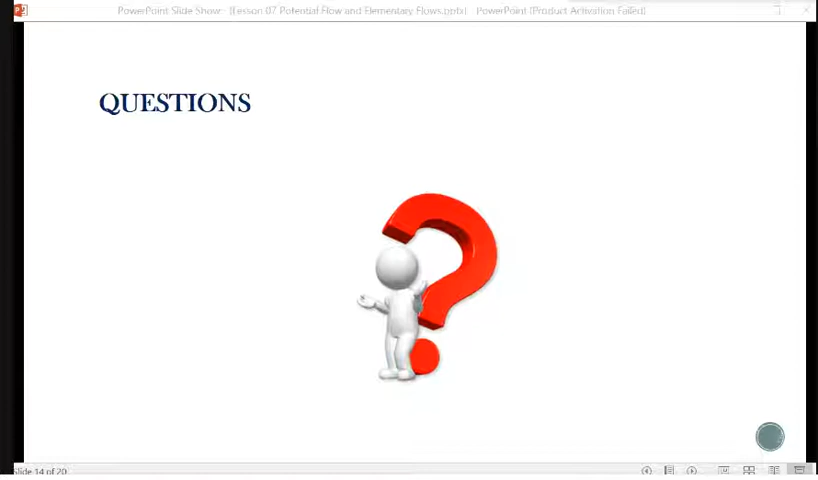 PowerPoint Slide Show - [Lesson 07 Potential Flow and Elementary Flows.pptx] - PowerPoint (Product Activation Failed)
QUESTIONS
Slide 14 of 20